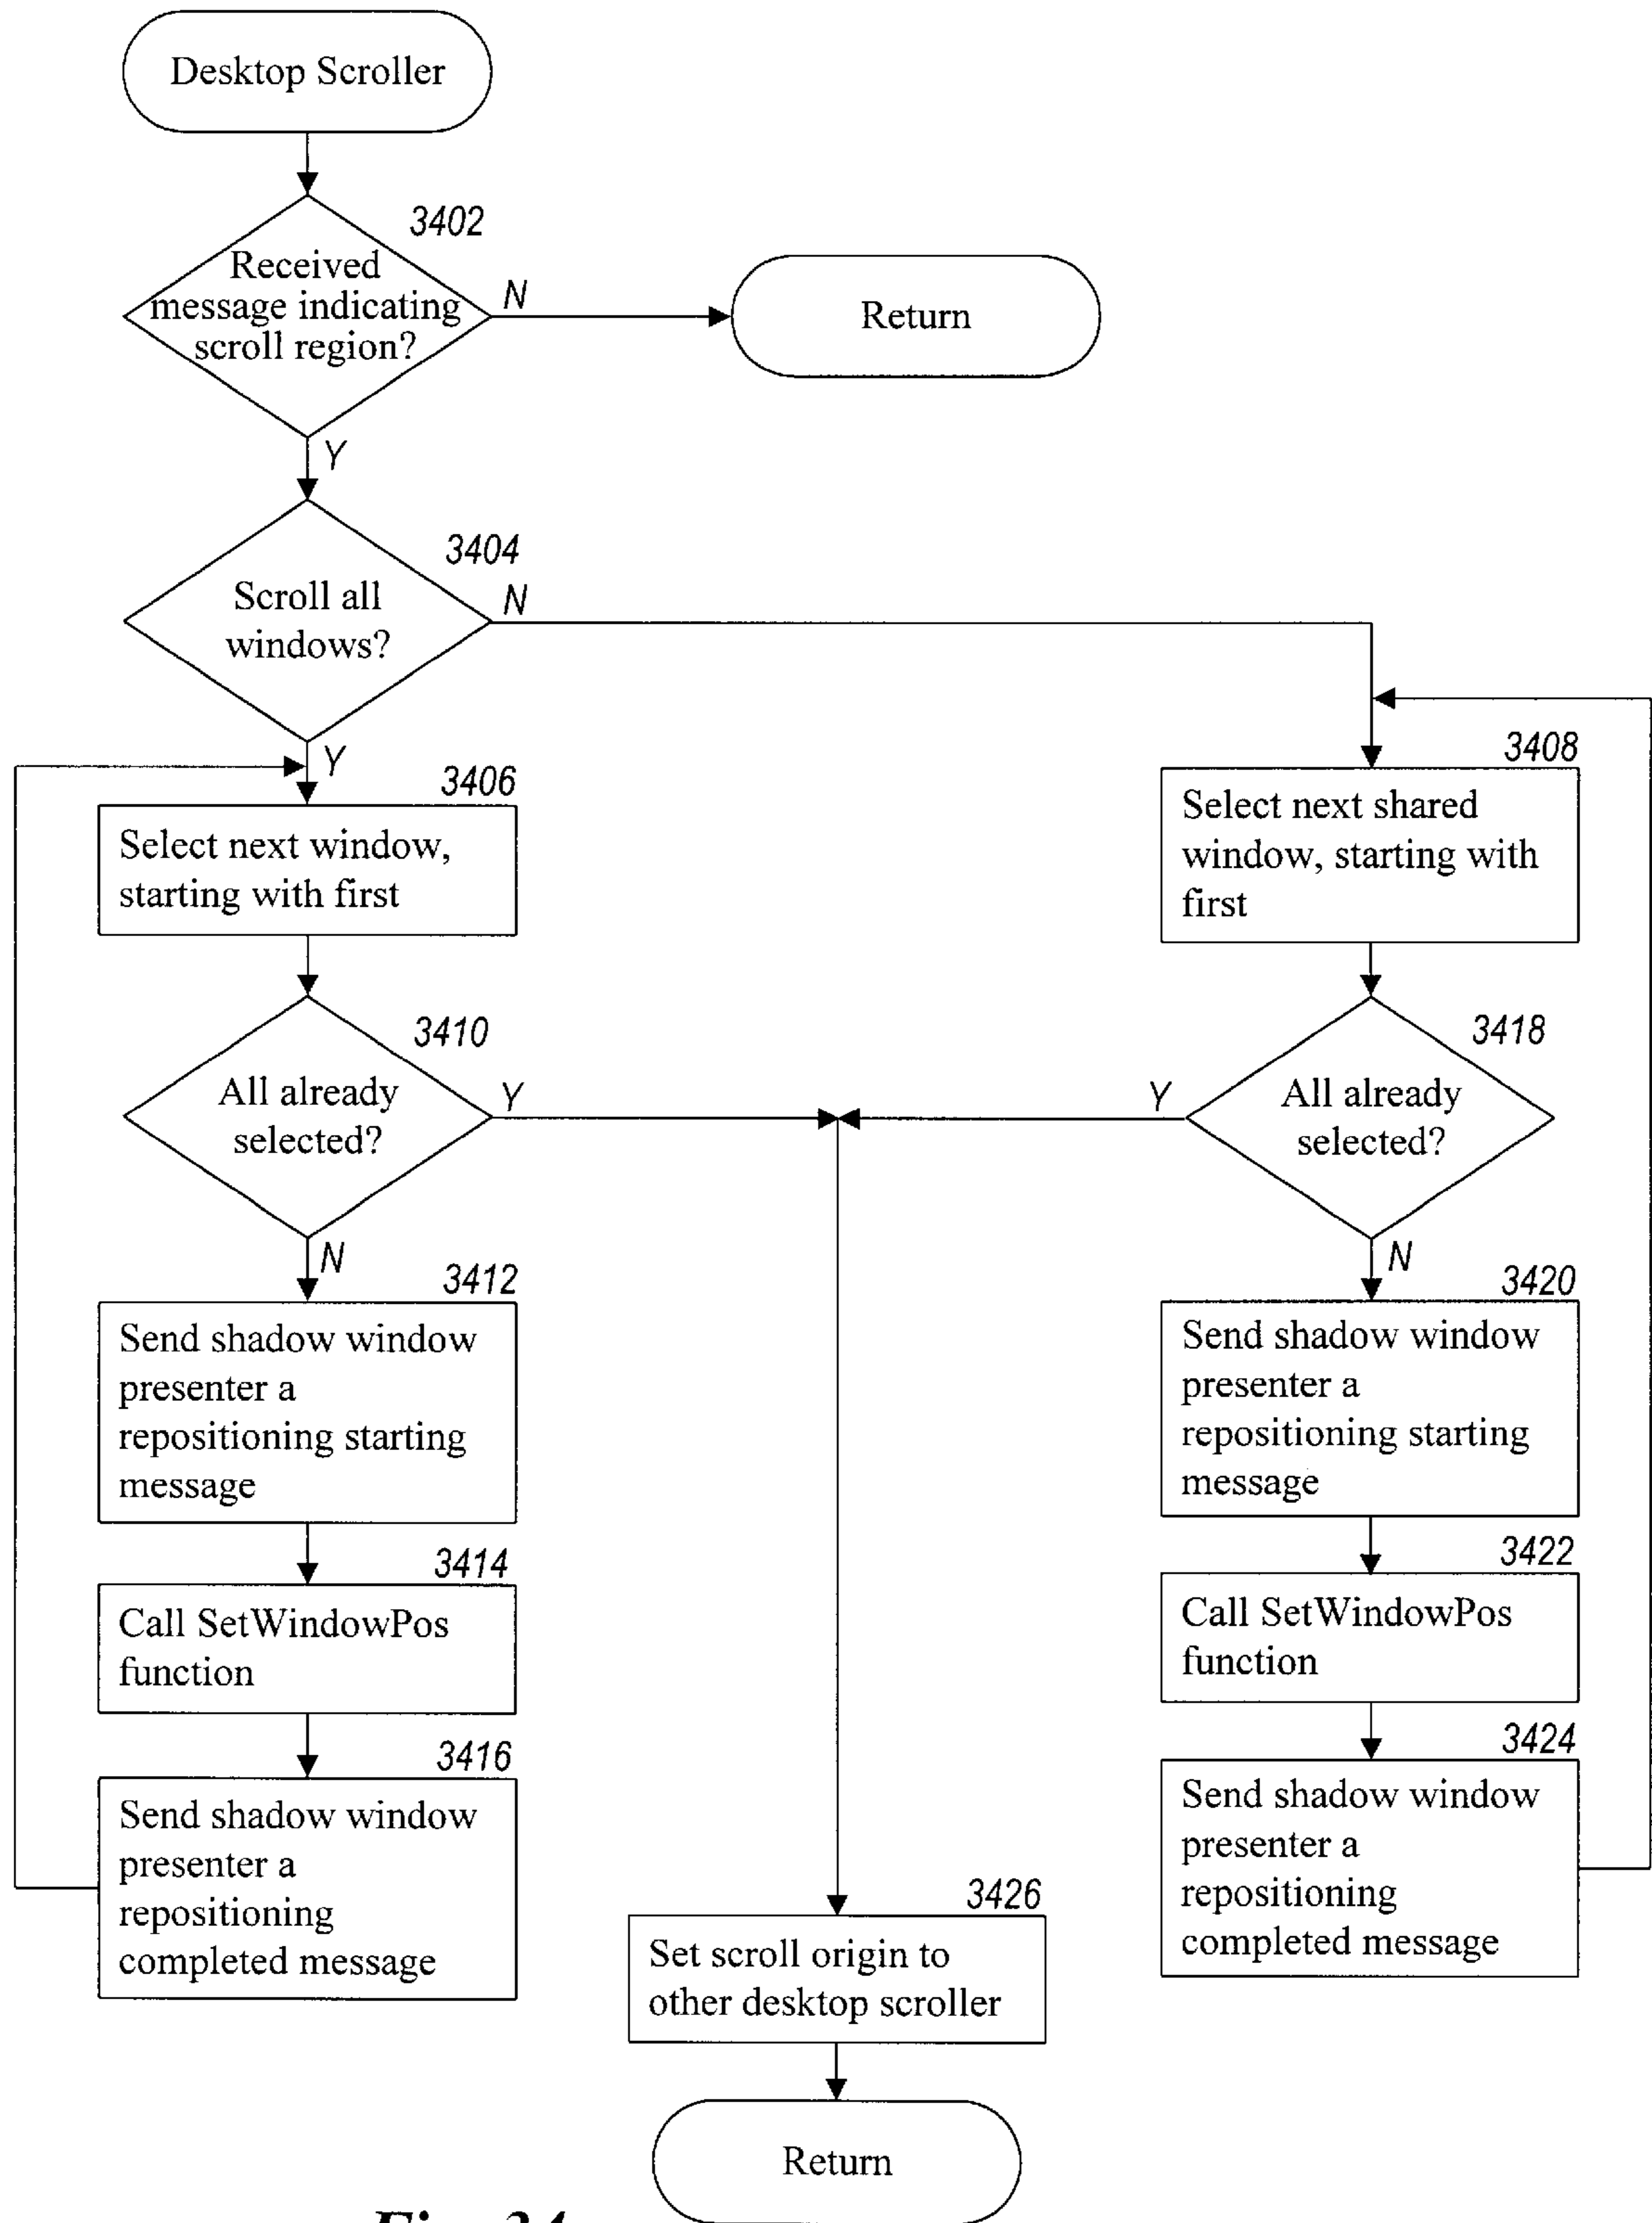 Desktop Scroller
3402
Received
message indicating
scroll region?
N
Return
Y
3404
Scroll all
windows?
N
Y
3406
Select next window,
starting with first
3408
Select next shared
window, starting with
first
3410
All already
selected?
Y
3418
All already
selected?
Y
N
3412
Send shadow window
presenter a
repositioning starting
message
N
3420
Send shadow window
presenter a
repositioning starting
message
3414
Call SetWindowPos
function
3422
Call SetWindowPos
function
3416
Send shadow window
presenter a
repositioning
completed message
3424
Send shadow window
presenter a
repositioning
completed message
3426
Set scroll origin to
other desktop scroller
Return
Fig. 34